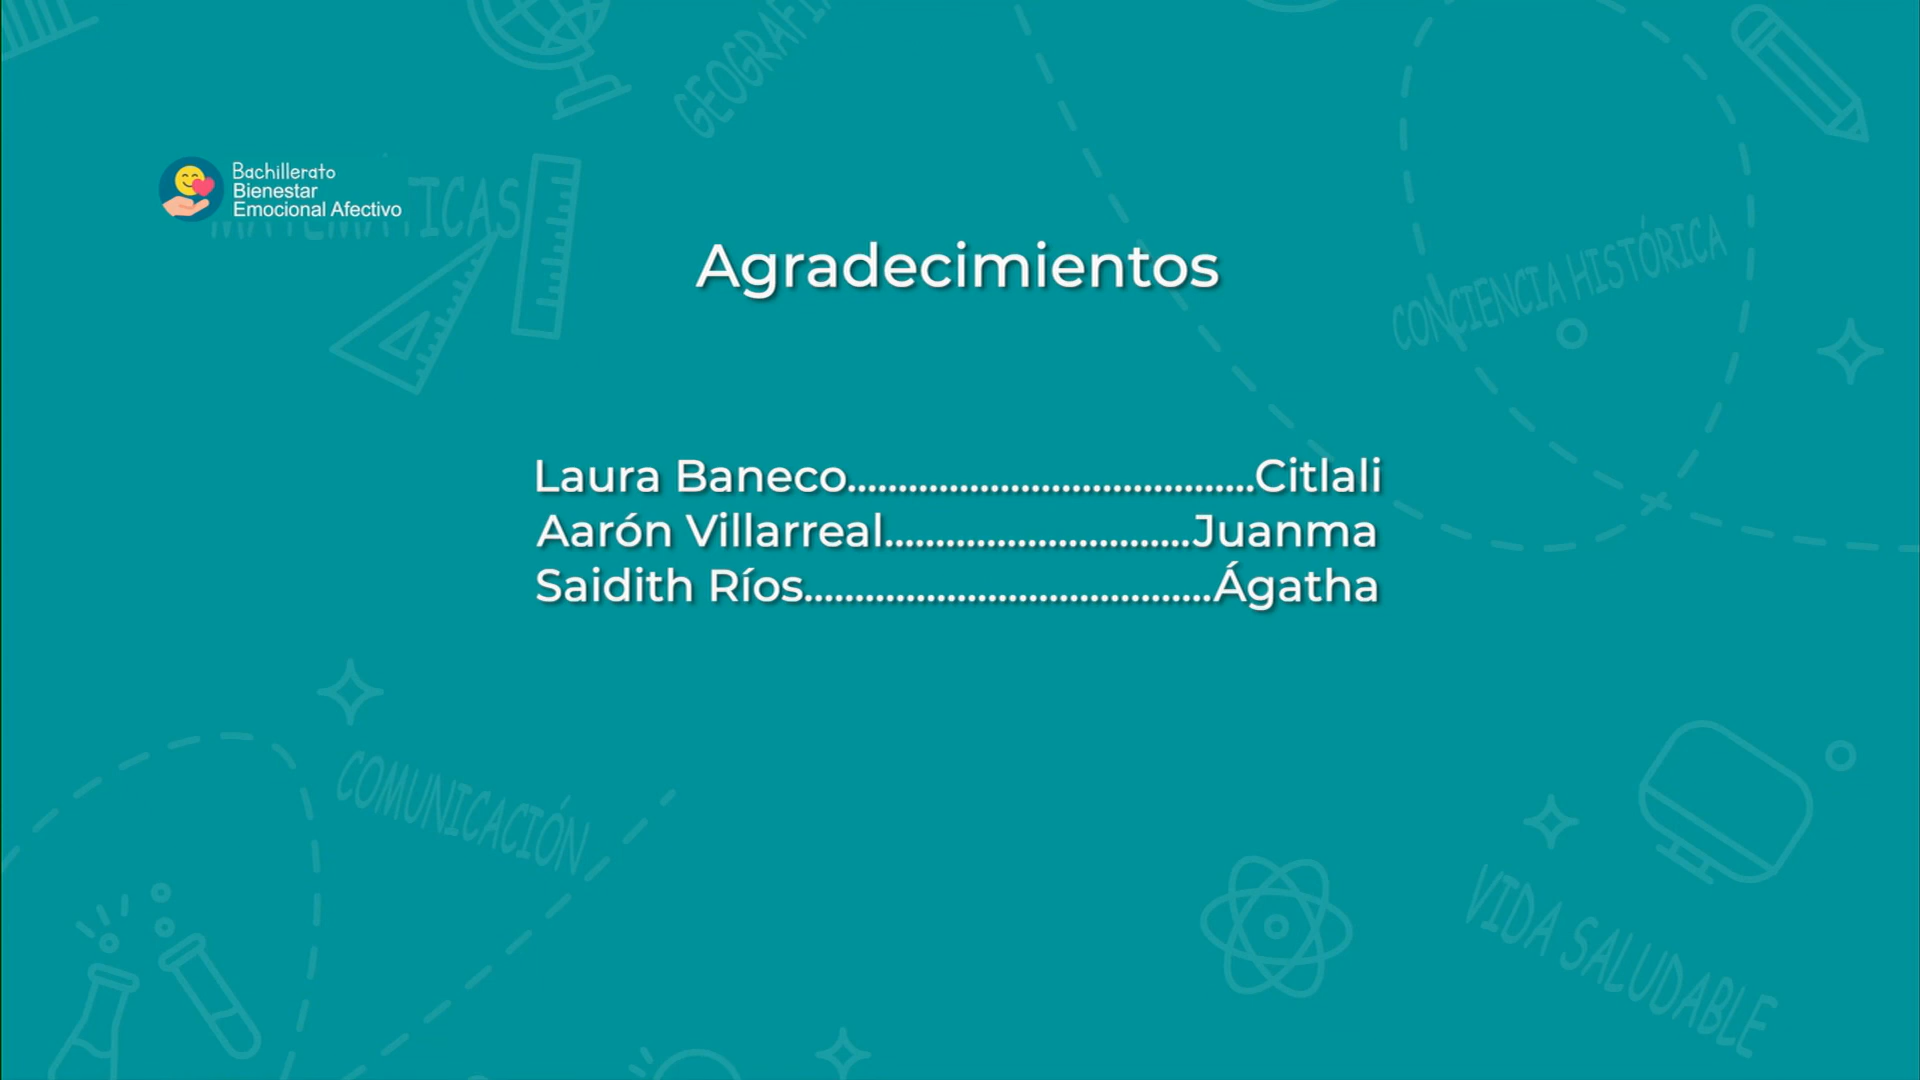 GEOGRAFÍA
Bachillerato
Bienestar
Emocional Afectivo
MATEMÁTICAS
Agradecimientos
CONCIENCIA HISTÓRICA
Laura Baneco........................................Citlali
Aarón Villarreal..............................Juanma
Saidith Ríos........................................Ágatha
COMUNICACIÓN
VIDA SALUDABLE